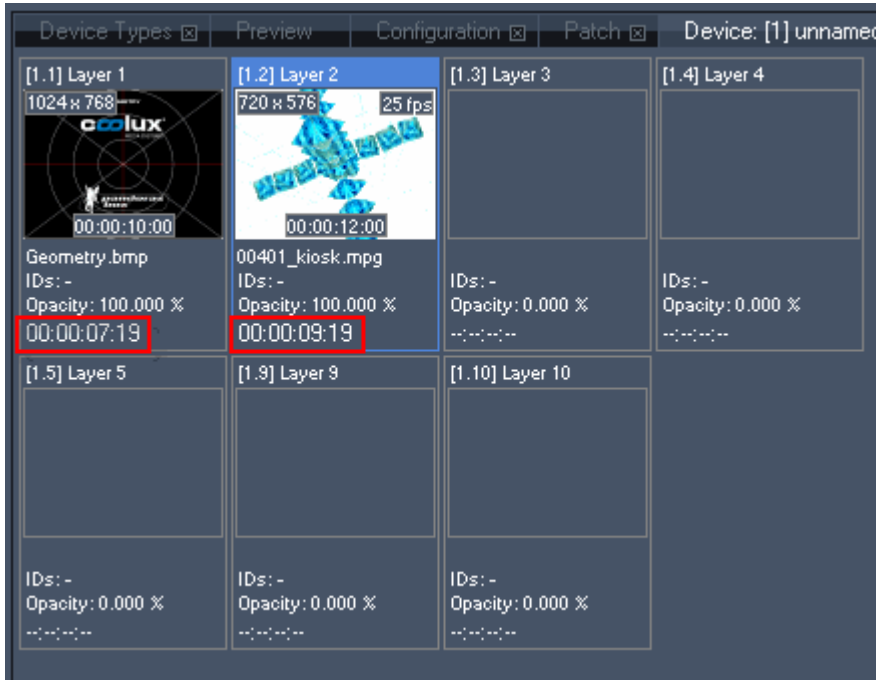 Device Types Preview Configuration Patch Device: [1] unnamed
[1.1] Layer 1 [1.2] Layer 2 [1.3] Layer 3 [1.4] Layer 4
1024 x 768 720 x 576 25 fps
coolux
00:00:10:00 00:00:12:00
Geometry.bmp 00401_kiosk.mpg
IDs: - IDs: - IDs: - IDs: -
Opacity: 100.000 % Opacity: 100.000 % Opacity: 0.000 % Opacity: 0.000 %
00:00:07:19 00:00:09:19 --:--:--:-- --:--:--:--
[1.5] Layer 5 [1.9] Layer 9 [1.10] Layer 10
IDs: - IDs: - IDs: -
Opacity: 0.000 % Opacity: 0.000 % Opacity: 0.000 %
--:--:--:-- --:--:--:-- --:--:--:--